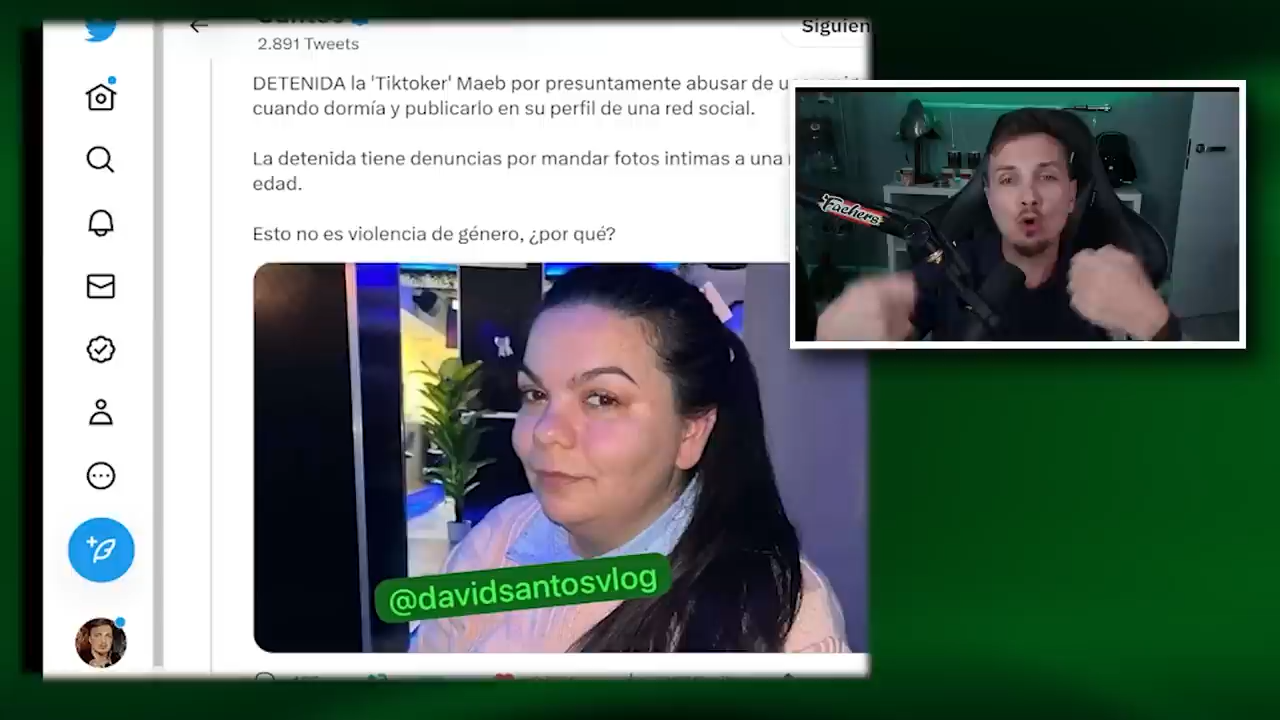 2.891 Tweets
Siguien
DETENIDA la 'Tiktoker' Maeb por presuntamente abusar de
cuando dormía y publicarlo en su perfil de una red social.
La detenida tiene denuncias por mandar fotos intimas a una
edad.
Esto no es violencia de género, ¿por qué?
Fachers
@davidsantosvlog